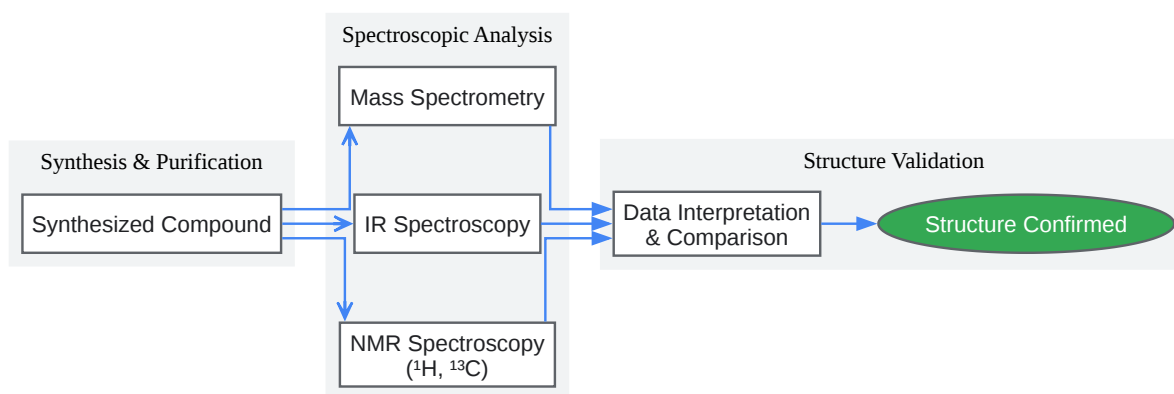 Synthesis & Purification
Synthesized Compound
Spectroscopic Analysis
Mass Spectrometry
IR Spectroscopy
NMR Spectroscopy
(¹H, ¹³C)
Structure Validation
Data Interpretation
& Comparison
Structure Confirmed